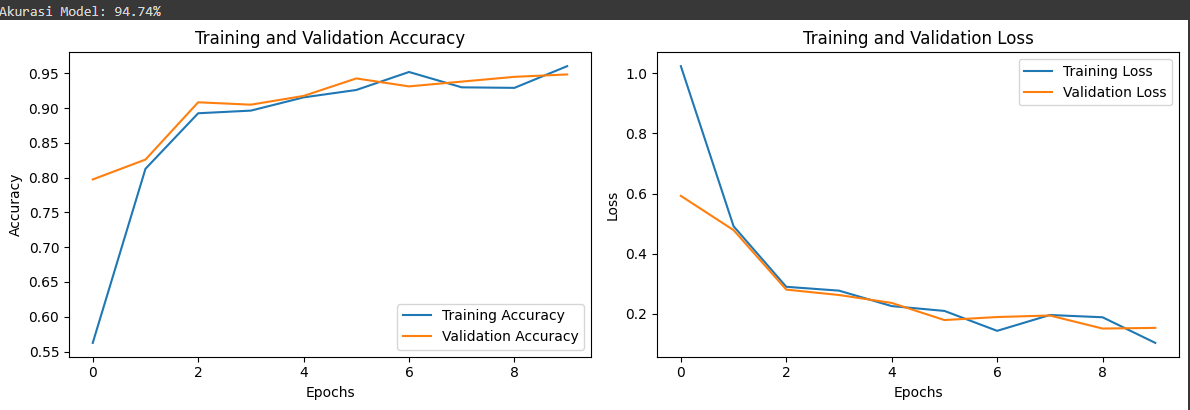 Akurasi Model: 94.74%
Training and Validation Accuracy
0.95
0.90
0.85
0.80
0.75
0.70
0.65
0.60
0.55
Accuracy
0 2 4 6 8
Epochs
Training Accuracy
Validation Accuracy
Training and Validation Loss
1.0
0.8
0.6
0.4
0.2
Loss
0 2 4 6 8
Epochs
Training Loss
Validation Loss